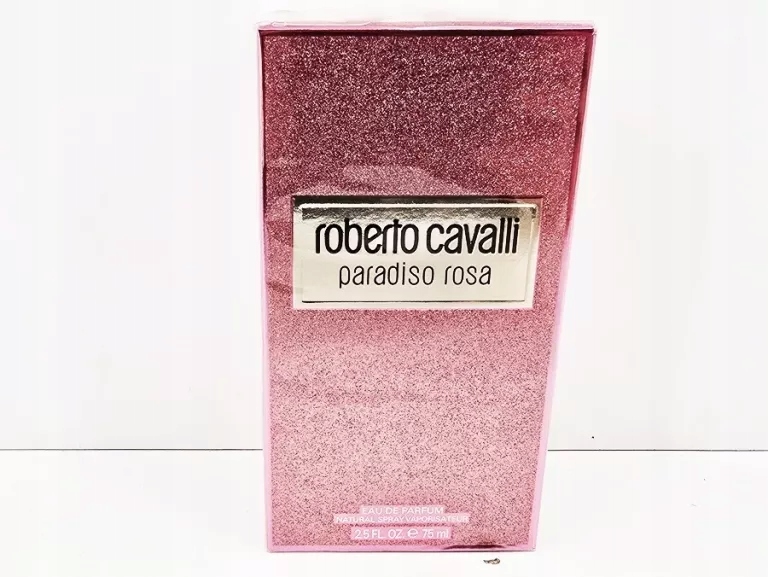 roberto cavalli
paradiso rosa
EAU DE PARFUM
NATURAL SPRAY VAPORISATEUR
2.5 FL. OZ. ℮ 75 ml